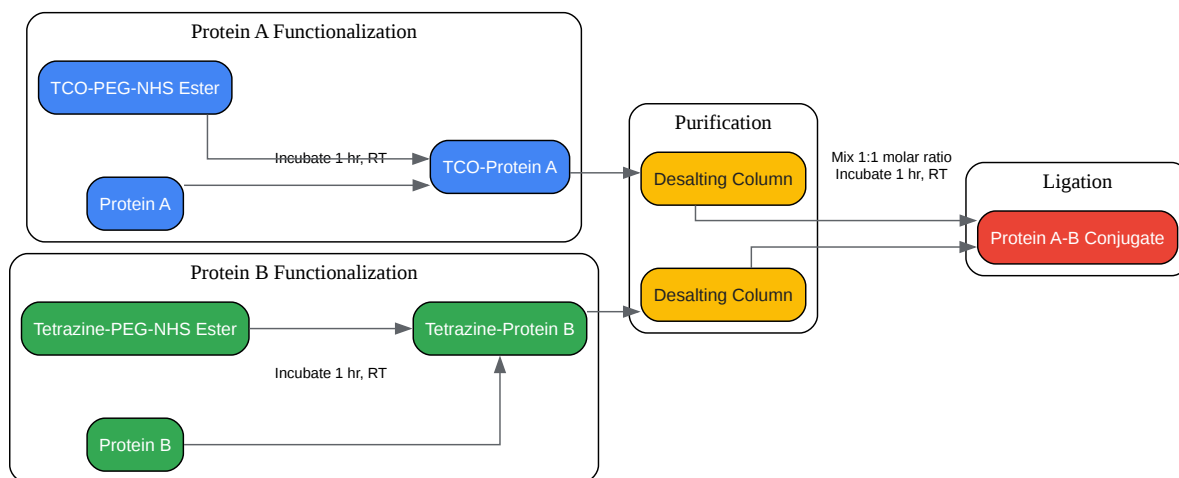 Protein A Functionalization
TCO-PEG-NHS Ester
Incubate 1 hr, RT
TCO-Protein A
Protein A
Purification
Desalting Column
Desalting Column
Mix 1:1 molar ratio
Incubate 1 hr, RT
Ligation
Protein A-B Conjugate
Protein B Functionalization
Tetrazine-PEG-NHS Ester
Tetrazine-Protein B
Incubate 1 hr, RT
Protein B